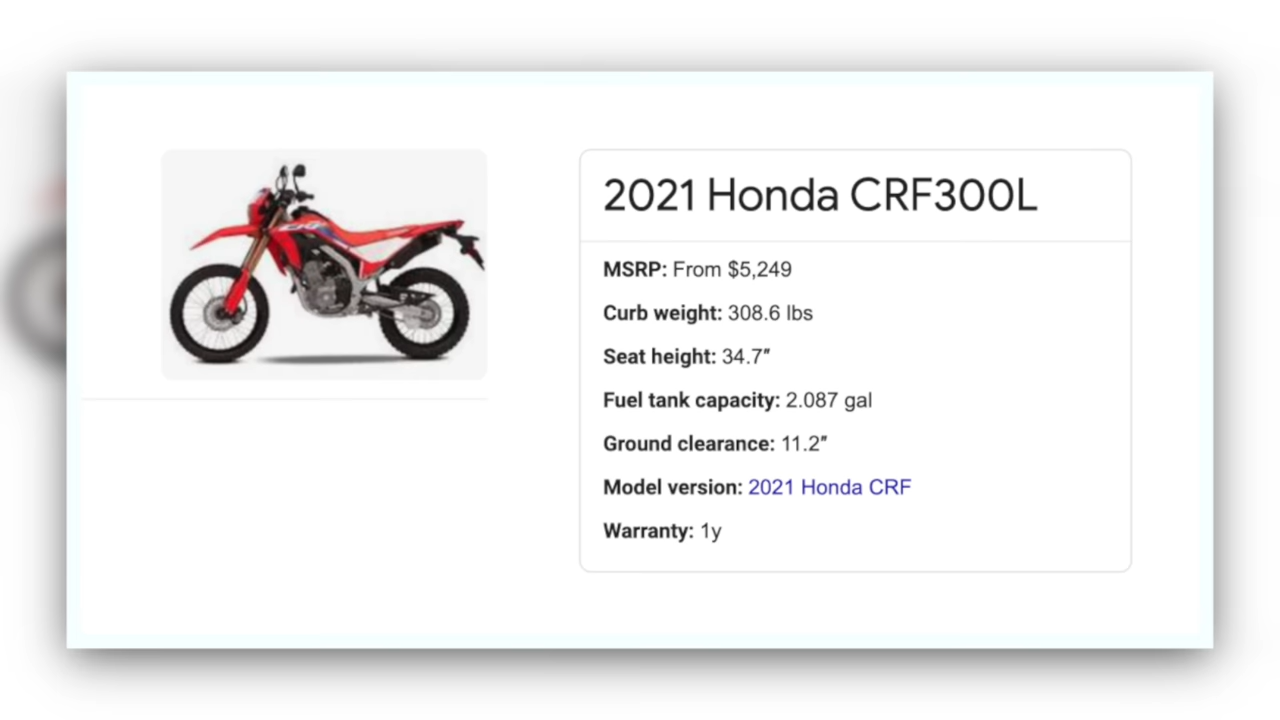 2021 Honda CRF300L
MSRP: From $5,249
Curb weight: 308.6 lbs
Seat height: 34.7″
Fuel tank capacity: 2.087 gal
Ground clearance: 11.2″
Model version: 2021 Honda CRF
Warranty: 1y